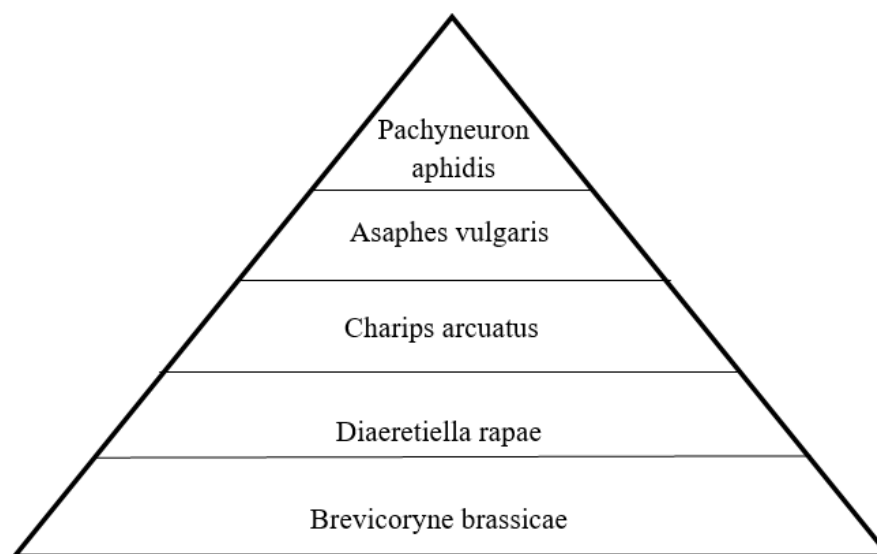 Pachyneuron
aphidis
Asaphes vulgaris
Charips arcuatus
Diaeretiella rapae
Brevicoryne brassicae